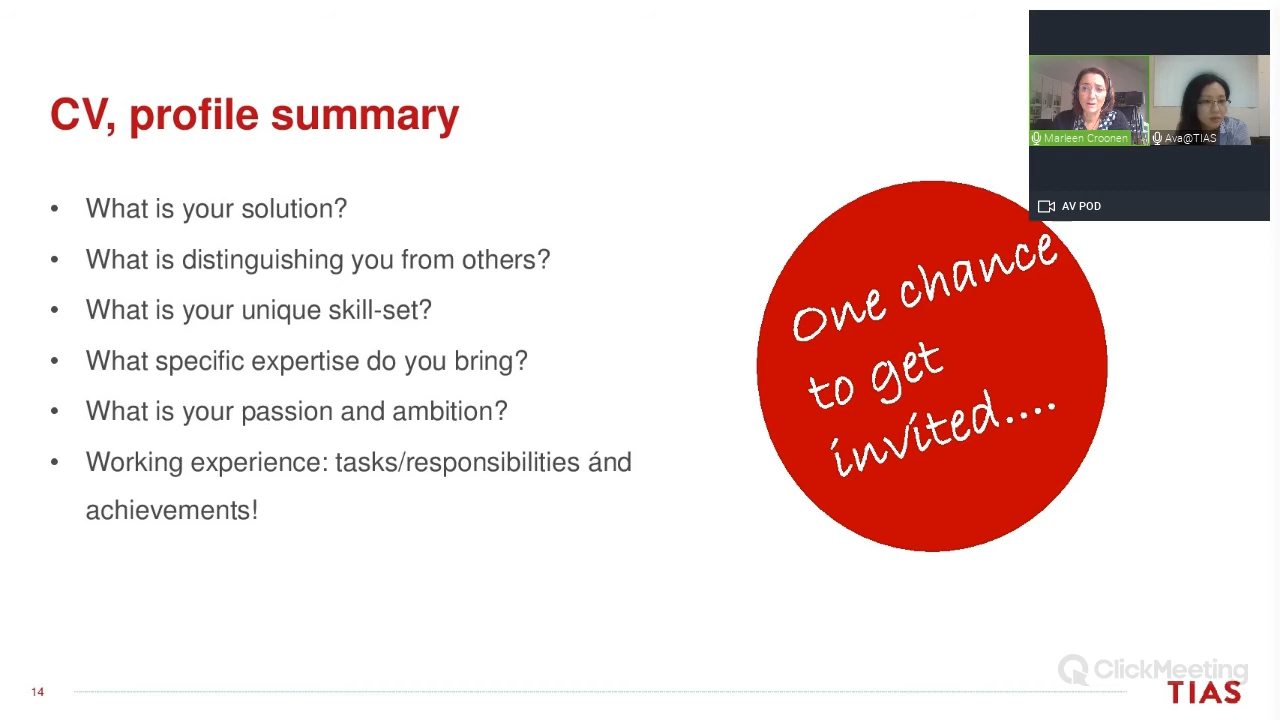 CV, profile summary
• What is your solution?
• What is distinguishing you from others?
• What is your unique skill-set?
• What specific expertise do you bring?
• What is your passion and ambition?
• Working experience: tasks/responsibilities ánd
achievements!
One chance
to get
invited....
Marleen Croonen
Ava@TIAS
AV POD
ClickMeeting
14
TIAS